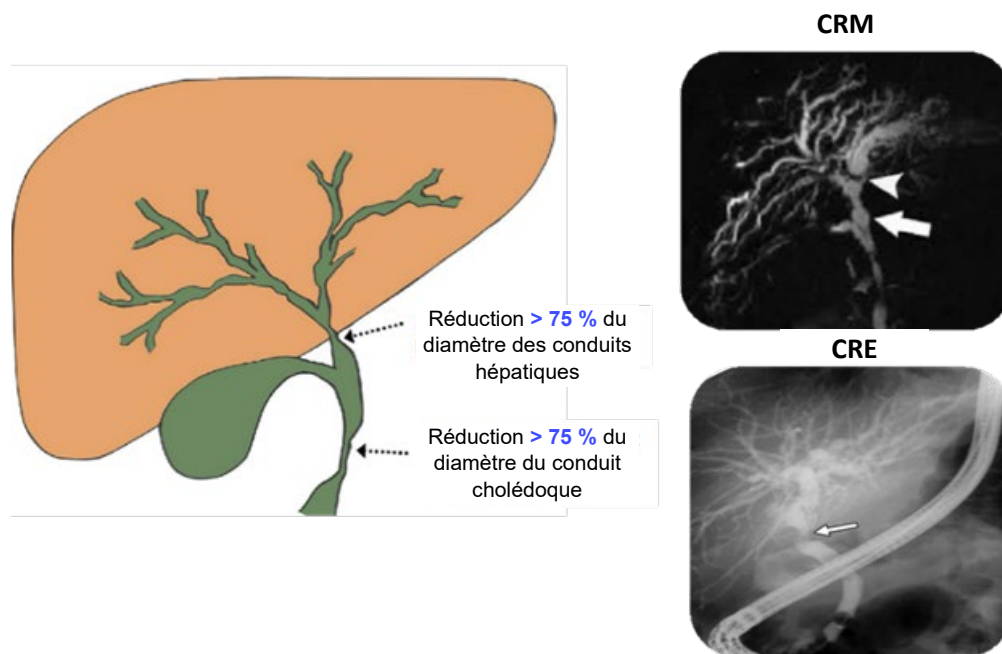 CRM
Réduction > 75 % du
diamètre des conduits
hépatiques
CRE
Réduction > 75 % du
diamètre du conduit
cholédoque